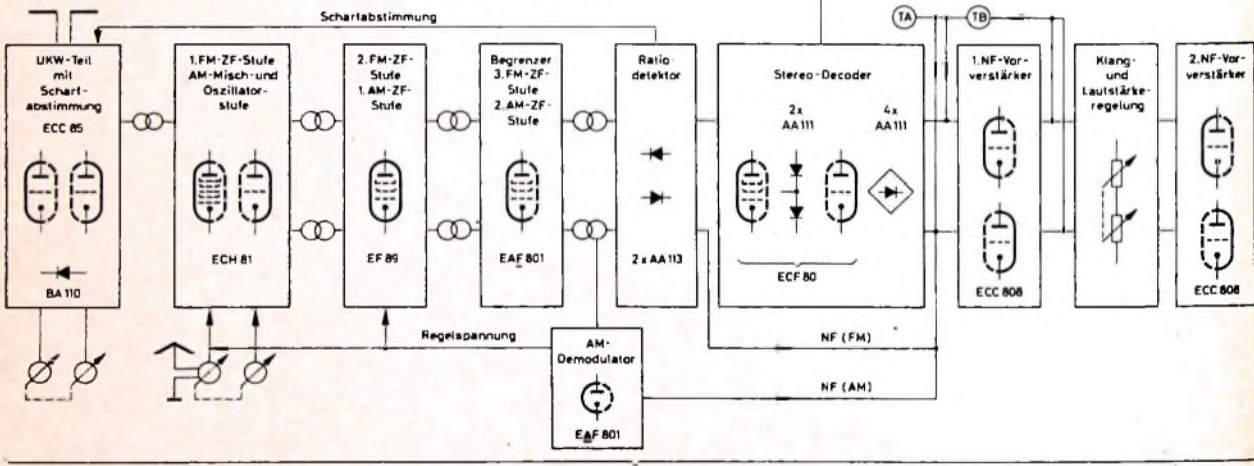 Scharfabstimmung
TA
TB
UKW-Teil
mit
Scharf-
abstimmung
ECC 85
BA 110
1.FM-ZF-Stufe
AM-Misch-und
Oszillator-
stufe
ECH 81
2.FM-ZF-
Stufe
1.AM-ZF-
Stufe
EF 89
Begrenzer
3.FM-ZF-
Stufe
2.AM-ZF-
Stufe
EAF 801
Ratio-
detektor
2 x AA 113
Stereo-Decoder
2x
AA 111
4x
AA 111
ECF 80
1.NF-Vor-
verstärker
ECC 808
Klang-
und
Lautstärke-
regelung
2.NF-Vor-
verstärker
ECC 808
Regelspannung
AM-
Demodulator
EAF 801
NF (FM)
NF (AM)